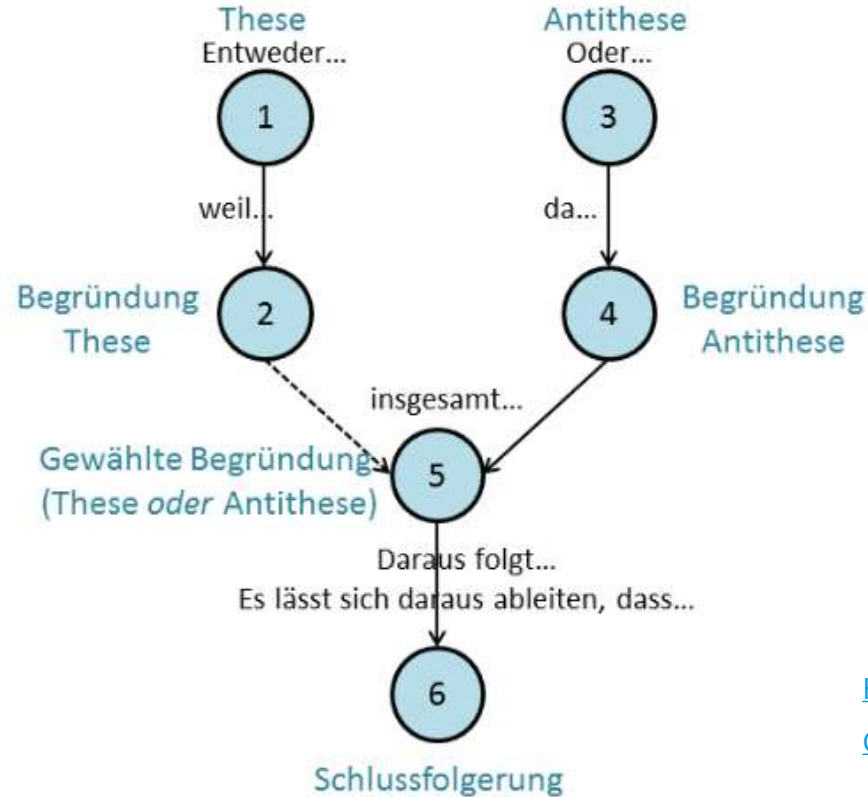 These
Entweder...
Antithese
Oder...
1
3
weil...
da...
Begründung
These
2
4
Begründung
Antithese
insgesamt...
Gewählte Begründung
(These oder Antithese)
5
Daraus folgt...
Es lässt sich daraus ableiten, dass...
6
Schlussfolgerung